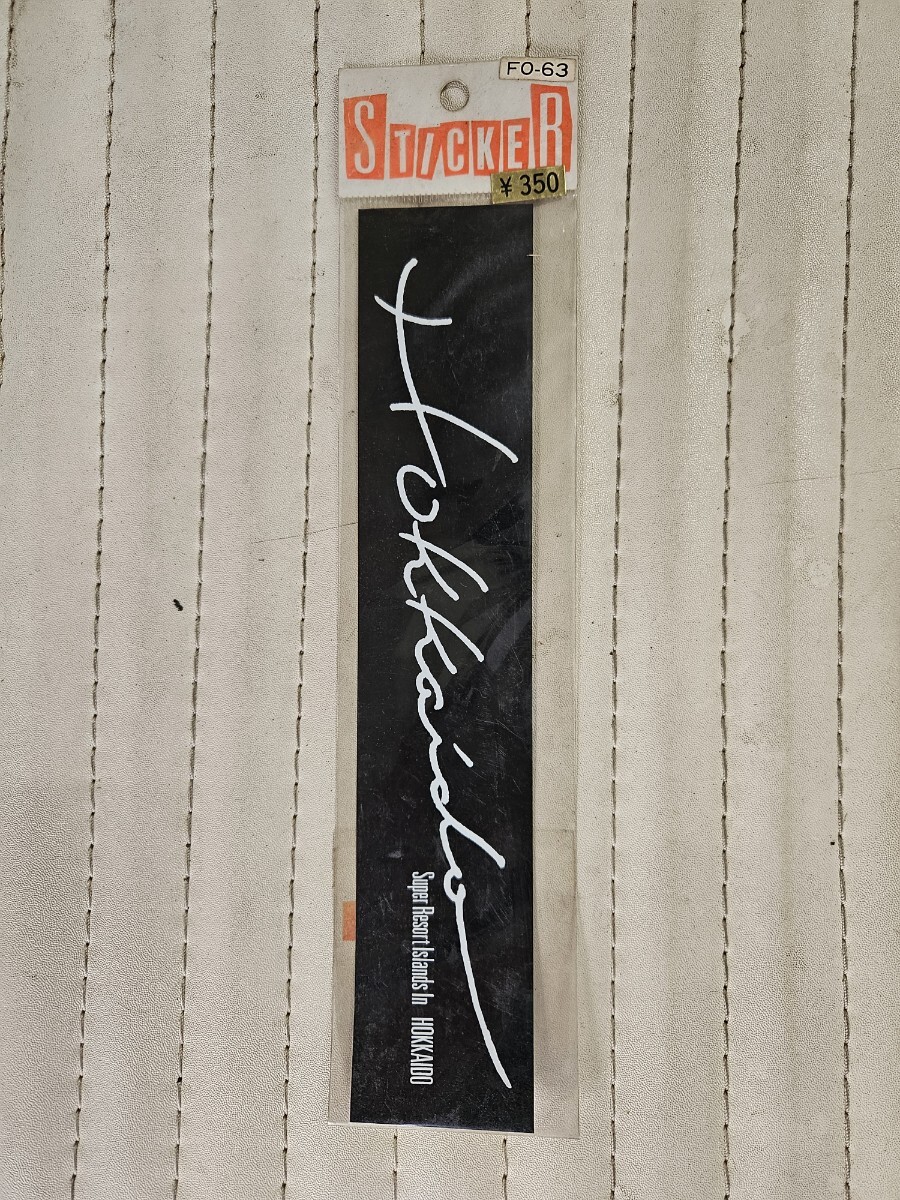 FO-63
STICKER
¥ 350
Hokkaido
Super Resort Islands In HOKKAIDO